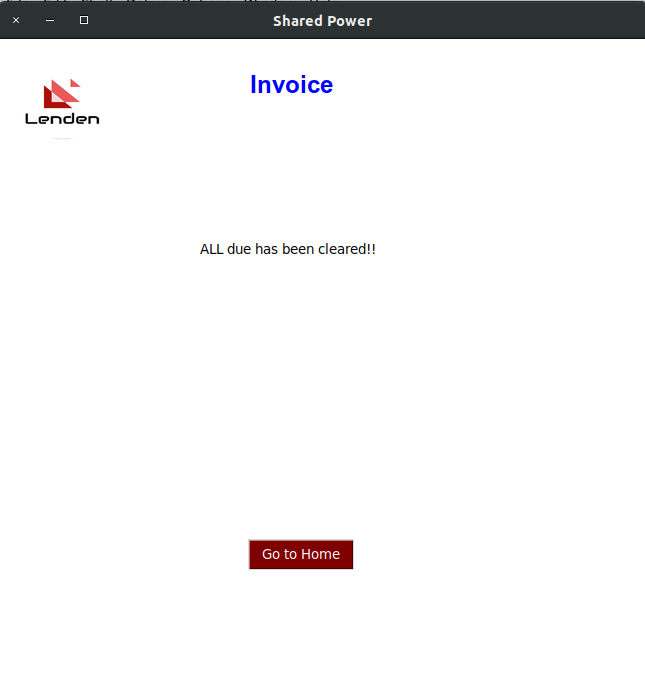 Shared Power
Invoice
Lenden
ALL due has been cleared!!
Go to Home